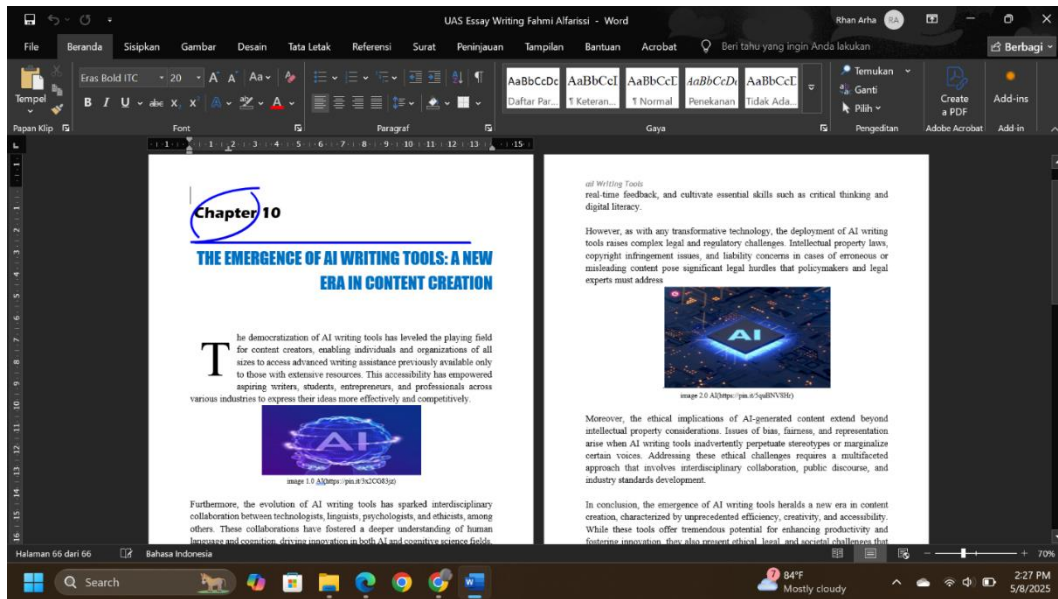 UAS Essay Writing Fahmi Alfarissi - Word
Rhan Arha
RA
File
Beranda
Sisipkan
Gambar
Desain
Tata Letak
Referensi
Surat
Peninjauan
Tampilan
Bantuan
Acrobat
Beri tahu yang ingin Anda lakukan
Berbagi
Tempel
Eras Bold ITC
20
AaBbCcDc
AaBbCcI
AaBbCcI
AaBbCcDt
AaBbCcI
Daftar Par...
¶ Keteran...
¶ Normal
Penekanan
Tidak Ada...
Temukan
Ganti
Pilih
Create
a PDF
Add-ins
Papan Klip
Font
Paragraf
Gaya
Pengeditan
Adobe Acrobat
Add-in
Chapter 10
THE EMERGENCE OF AI WRITING TOOLS: A NEW
ERA IN CONTENT CREATION
The democratization of AI writing tools has leveled the playing field
for content creators, enabling individuals and organizations of all
sizes to access advanced writing assistance previously available only
to those with extensive resources. This accessibility has empowered
aspiring writers, students, entrepreneurs, and professionals across
various industries to express their ideas more effectively and competitively.
AI
image 1.0
Furthermore, the evolution of AI writing tools has sparked interdisciplinary
collaboration between technologists, linguists, psychologists, and ethicists, among
others. These collaborations have fostered a deeper understanding of human
language and cognition, driving innovation in both AI and cognitive science fields.
Writing Tools
real-time feedback, and cultivate essential skills such as critical thinking and
digital literacy.
However, as with any transformative technology, the deployment of AI writing
tools raises complex legal and regulatory challenges. Intellectual property laws,
copyright infringement issues, and liability concerns in cases of erroneous or
misleading content pose significant legal hurdles that policymakers and legal
experts must address
AI
image 2.0
Moreover, the ethical implications of AI-generated content extend beyond
intellectual property considerations. Issues of bias, fairness, and representation
arise when AI writing tools inadvertently perpetuate stereotypes or marginalize
certain voices. Addressing these ethical challenges requires a multifaceted
approach that involves interdisciplinary collaboration, public discourse, and
industry standards development.
In conclusion, the emergence of AI writing tools heralds a new era in content
creation, characterized by unprecedented efficiency, creativity, and accessibility.
While these tools offer tremendous potential for enhancing productivity and
fostering innovation, they also present ethical, legal, and societal challenges that
Halaman 66 dari 66
Bahasa Indonesia
70%
Search
84°F
Mostly cloudy
2:27 PM
5/8/2025